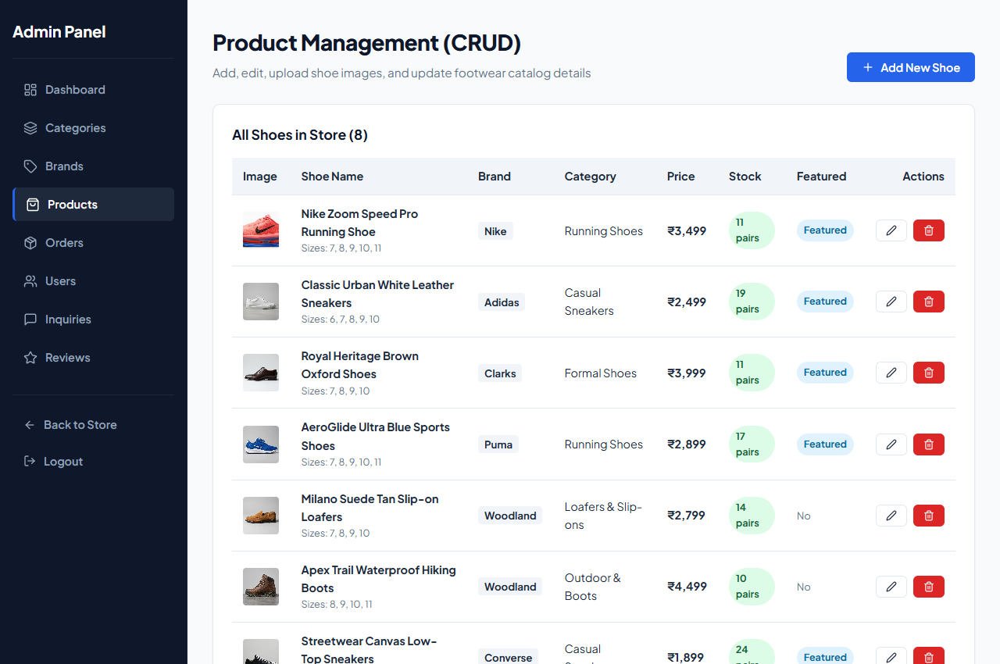 Admin Panel
Dashboard
Categories
Brands
Products
Orders
Users
Inquiries
Reviews
Back to Store
Logout
Product Management (CRUD)
Add, edit, upload shoe images, and update footwear catalog details
Add New Shoe
All Shoes in Store (8)
Image Shoe Name Brand Category Price Stock Featured Actions
Nike Zoom Speed Pro
Running Shoe
Sizes: 7, 8, 9, 10, 11
Nike
Running Shoes
₹3,499
11
pairs
Featured
Classic Urban White Leather
Sneakers
Sizes: 6, 7, 8, 9, 10
Adidas
Casual
Sneakers
₹2,499
19
pairs
Featured
Royal Heritage Brown
Oxford Shoes
Sizes: 7, 8, 9, 10
Clarks
Formal Shoes
₹3,999
11
pairs
Featured
AeroGlide Ultra Blue Sports
Shoes
Sizes: 7, 8, 9, 10, 11
Puma
Running Shoes
₹2,899
17
pairs
Featured
Milano Suede Tan Slip-on
Loafers
Sizes: 7, 8, 9, 10
Woodland
Loafers & Slip-
ons
₹2,799
14
pairs
No
Apex Trail Waterproof Hiking
Boots
Sizes: 8, 9, 10, 11
Woodland
Outdoor &
Boots
₹4,499
10
pairs
No
Streetwear Canvas Low-
Top Sneakers
Converse
Casual
₹1,899
24
Featured